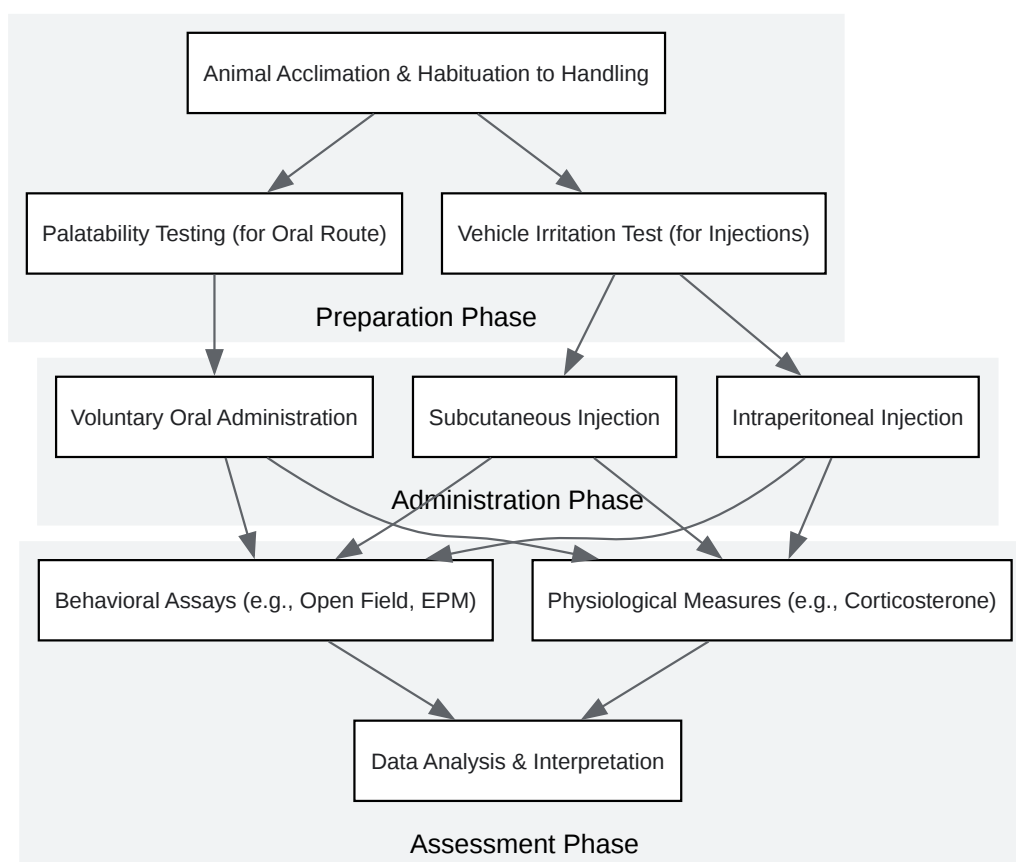 Animal Acclimation & Habituation to Handling
Palatability Testing (for Oral Route)
Vehicle Irritation Test (for Injections)
Preparation Phase
Voluntary Oral Administration
Subcutaneous Injection
Intraperitoneal Injection
Administration Phase
Behavioral Assays (e.g., Open Field, EPM)
Physiological Measures (e.g., Corticosterone)
Data Analysis & Interpretation
Assessment Phase